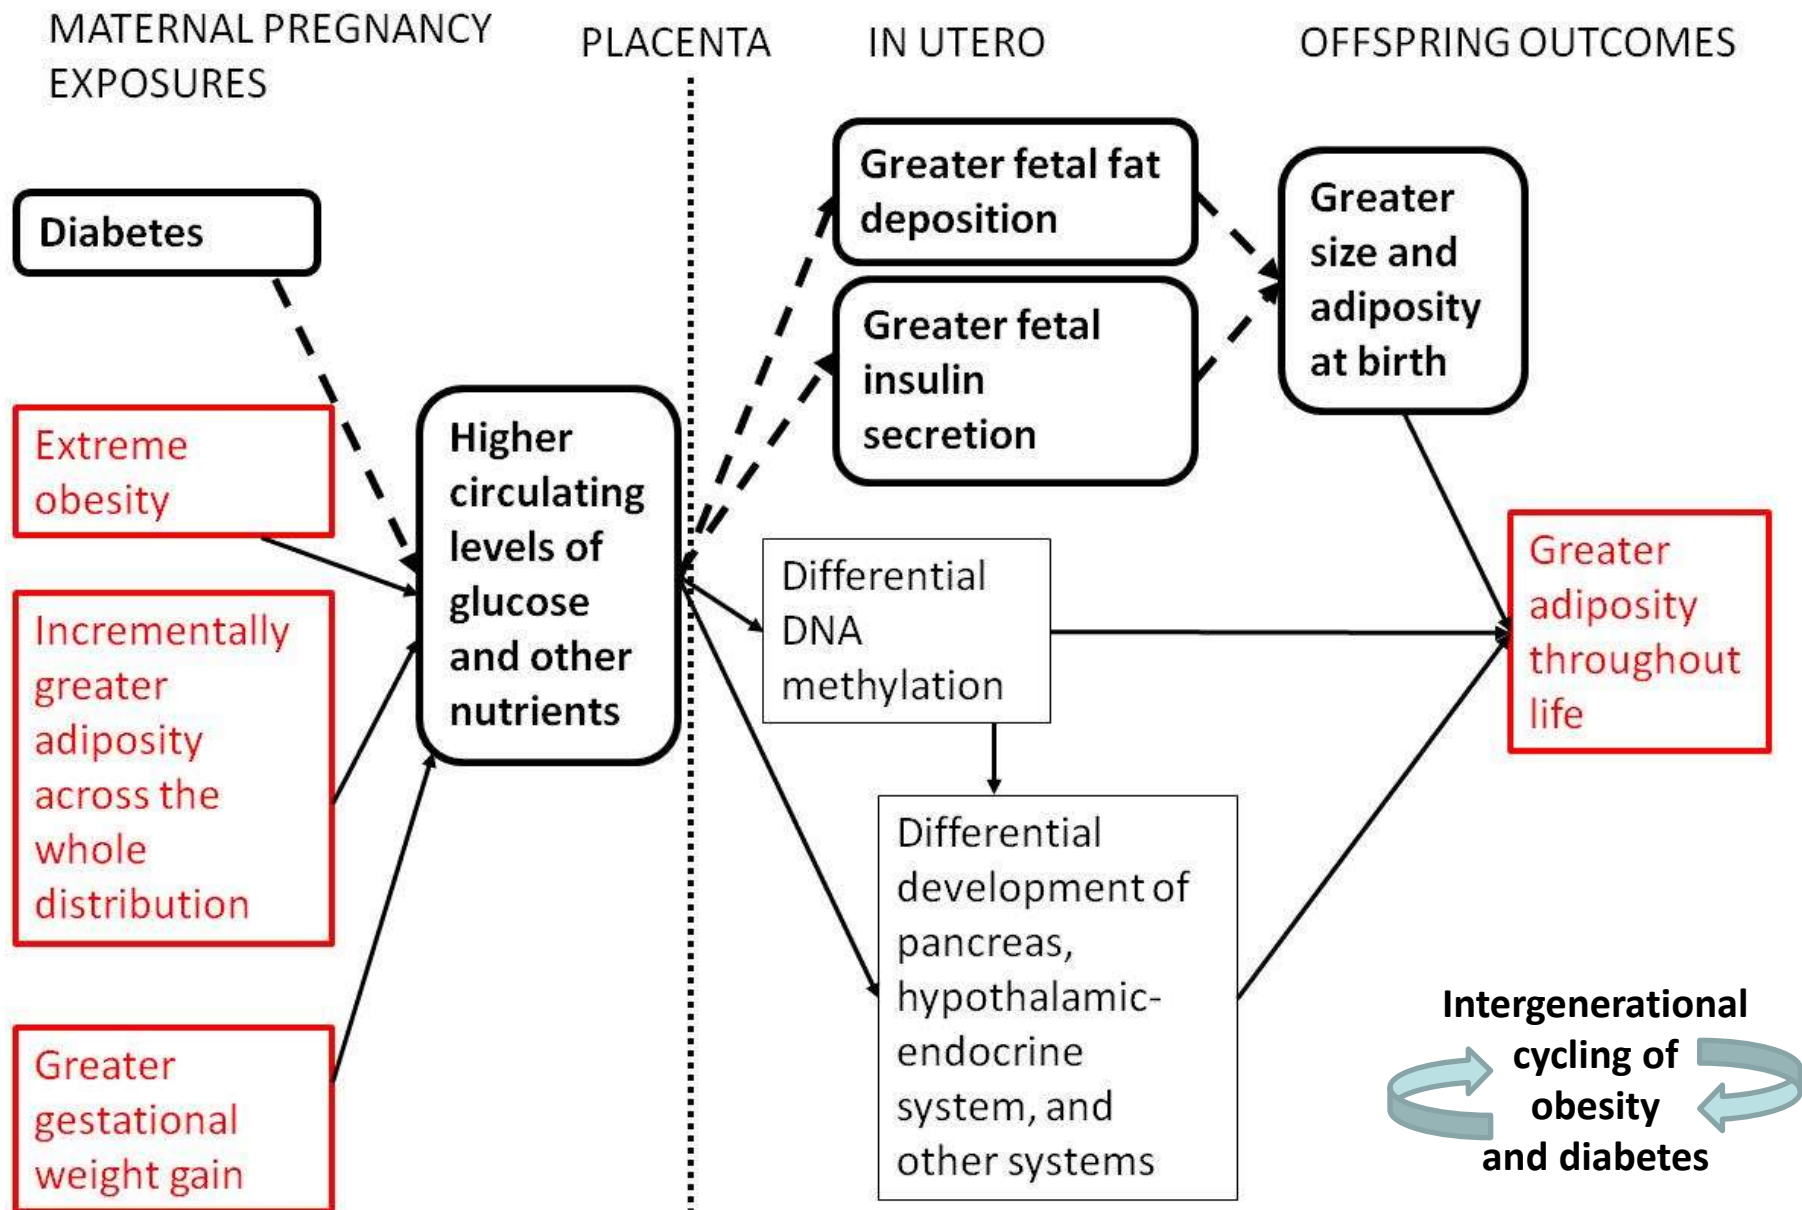 MATERNAL PREGNANCY
EXPOSURES
PLACENTA
IN UTERO
OFFSPRING OUTCOMES
Diabetes
Extreme
obesity
Incrementally
greater
adiposity
across the
whole
distribution
Greater
gestational
weight gain
Higher
circulating
levels of
glucose
and other
nutrients
Greater fetal fat
deposition
Greater fetal
insulin
secretion
Differential
DNA
methylation
Differential
development of
pancreas,
hypothalamic-
endocrine
system, and
other systems
Greater
size and
adiposity
at birth
Greater
adiposity
throughout
life
Intergenerational
cycling of
obesity
and diabetes